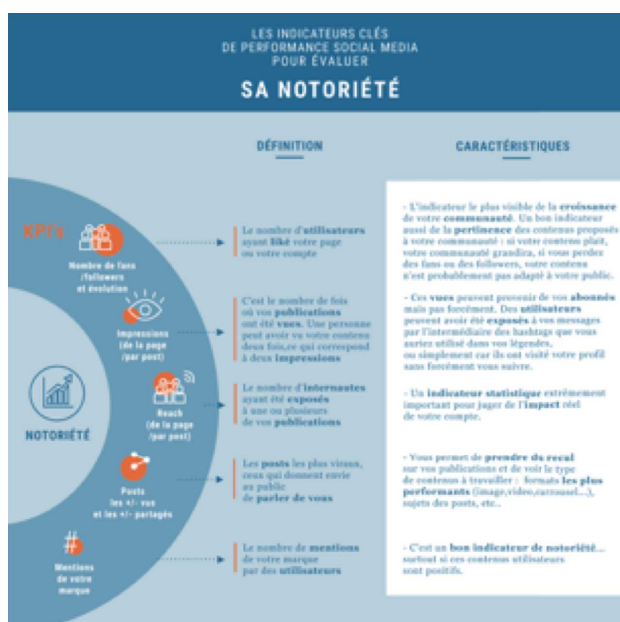 LES INDICATEURS CLÉS
DE PERFORMANCE SOCIAL MEDIA
POUR ÉVALUER
SA NOTORIÉTÉ
DÉFINITION
CARACTÉRISTIQUES
KPI's
NOTORIÉTÉ
Nombre de fans
/followers
et évolution
Le nombre d'utilisateurs
ayant liké votre page
ou votre compte
- L'indicateur le plus visible de la croissance
de votre communauté. Un bon indicateur
aussi de la pertinence des contenus proposés
à votre communauté : si votre contenu plait,
votre communauté grandira, si vous perdez
des fans ou des followers, votre contenu
n'est probablement pas adapté à votre public.
Impressions
(de la page
/par post)
C'est le nombre de fois
où vos publications
ont été vues. Une personne
peut avoir vu votre contenu
deux fois,ce qui correspond
à deux impressions
- Ces vues peuvent provenir de vos abonnés
mais pas forcément. Des utilisateurs
peuvent avoir été exposés à vos messages
par l'intermédiaire des hashtags que vous
auriez utilisé dans vos légendes,
ou simplement car ils ont visité votre profil
sans forcément vous suivre.
Reach
(de la page
/par post)
Le nombre d'internautes
ayant été exposés
à une ou plusieurs
de vos publications
- Un indicateur statistique extrêmement
important pour juger de l'impact réel
de votre compte.
Posts
les +/- vus
et les +/- partagés
Les posts les plus viraux,
ceux qui donnent envie
au public
de parler de vous
- Vous permet de prendre du recul
sur vos publications et de voir le type
de contenus à travailler : formats les plus
performants (image,video,carrousel...),
sujets des posts, etc..
#
Mentions
de votre
marque
Le nombre de mentions
de votre marque
par des utilisateurs
- C'est un bon indicateur de notoriété...
surtout si ces contenus utilisateurs
sont positifs.